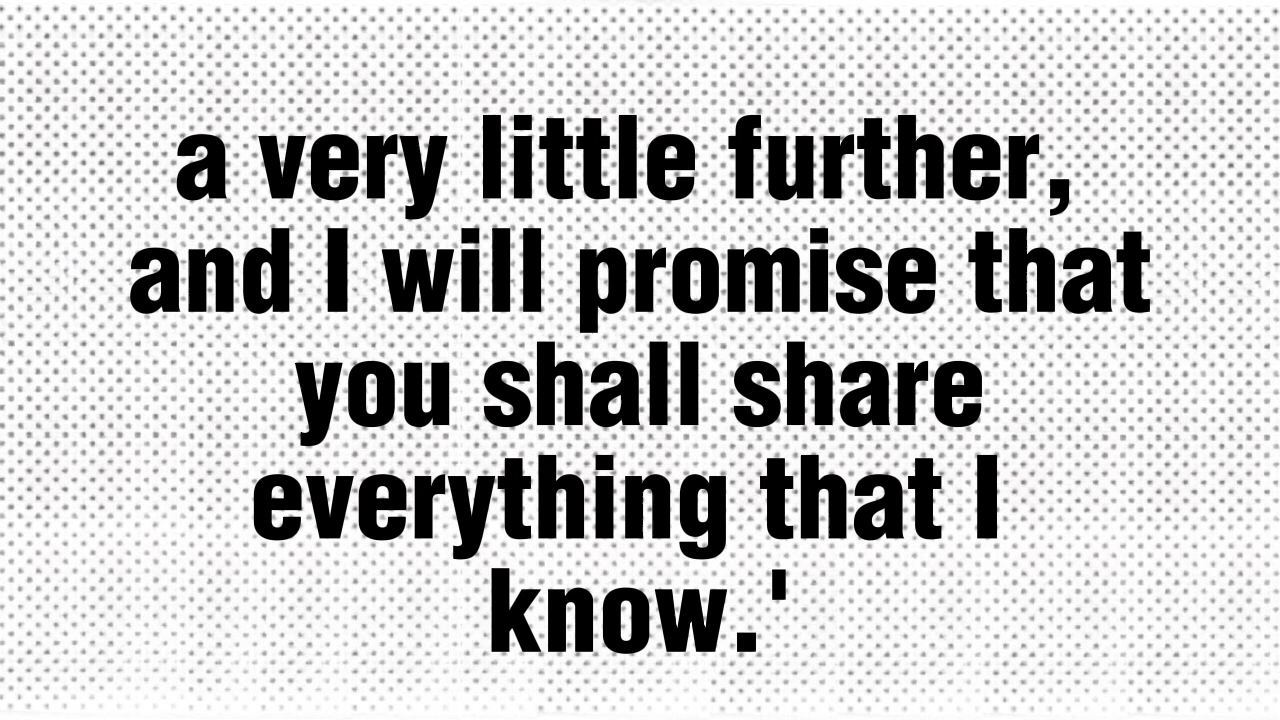 a very little further,
and I will promise that
you shall share
everything that I
know.'